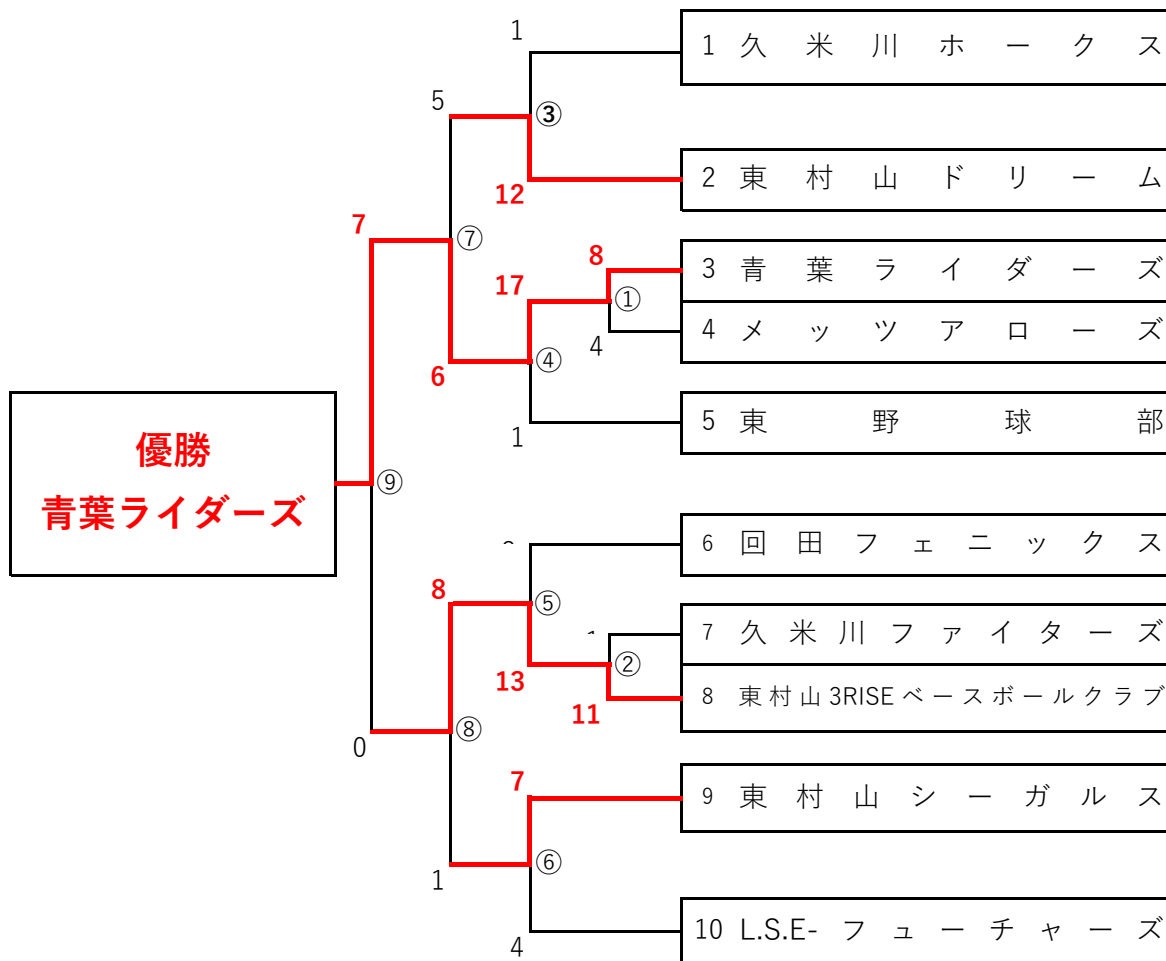 1
1 久米川ホークス
5
③
12
2 東村山ドリーム
7
⑦
8
3 青葉ライダーズ
17
①
4
4 メッツアローズ
6
④
1
5 東野球部
優勝
青葉ライダーズ
⑨
6 回田フェニックス
8
⑤
7 久米川ファイターズ
13
②
11
8 東村山3RISEベースボールクラブ
0
⑧
7
9 東村山シーガルス
1
⑥
4
10 L.S.E-フューチャーズ